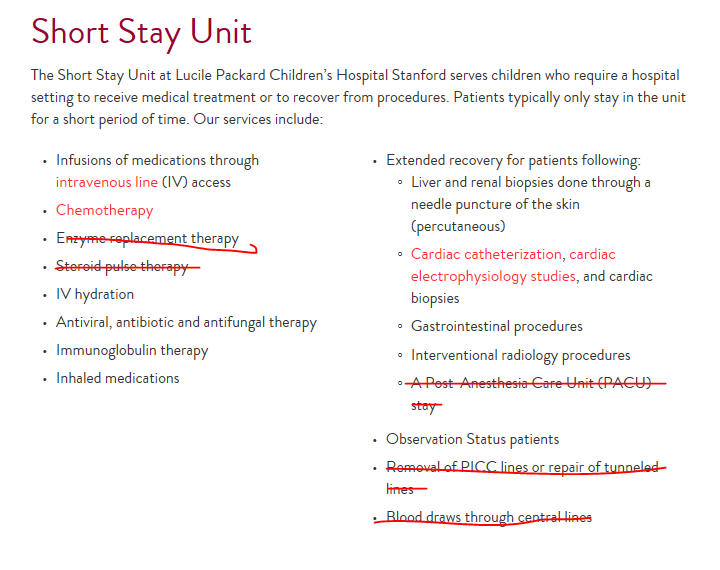 Short Stay Unit
The Short Stay Unit at Lucile Packard Children's Hospital Stanford serves children who require a hospital
setting to receive medical treatment or to recover from procedures. Patients typically only stay in the unit
for a short period of time. Our services include:
• Infusions of medications through
intravenous line (IV) access
• Chemotherapy
• Enzyme replacement therapy
• Steroid pulse therapy
• IV hydration
• Antiviral, antibiotic and antifungal therapy
• Immunoglobulin therapy
• Inhaled medications
• Extended recovery for patients following:
◦ Liver and renal biopsies done through a
needle puncture of the skin
(percutaneous)
◦ Cardiac catheterization, cardiac
electrophysiology studies, and cardiac
biopsies
◦ Gastrointestinal procedures
◦ Interventional radiology procedures
◦ A Post-Anesthesia Care Unit (PACU)
stay
• Observation Status patients
• Removal of PICC lines or repair of tunneled
lines
• Blood draws through central lines